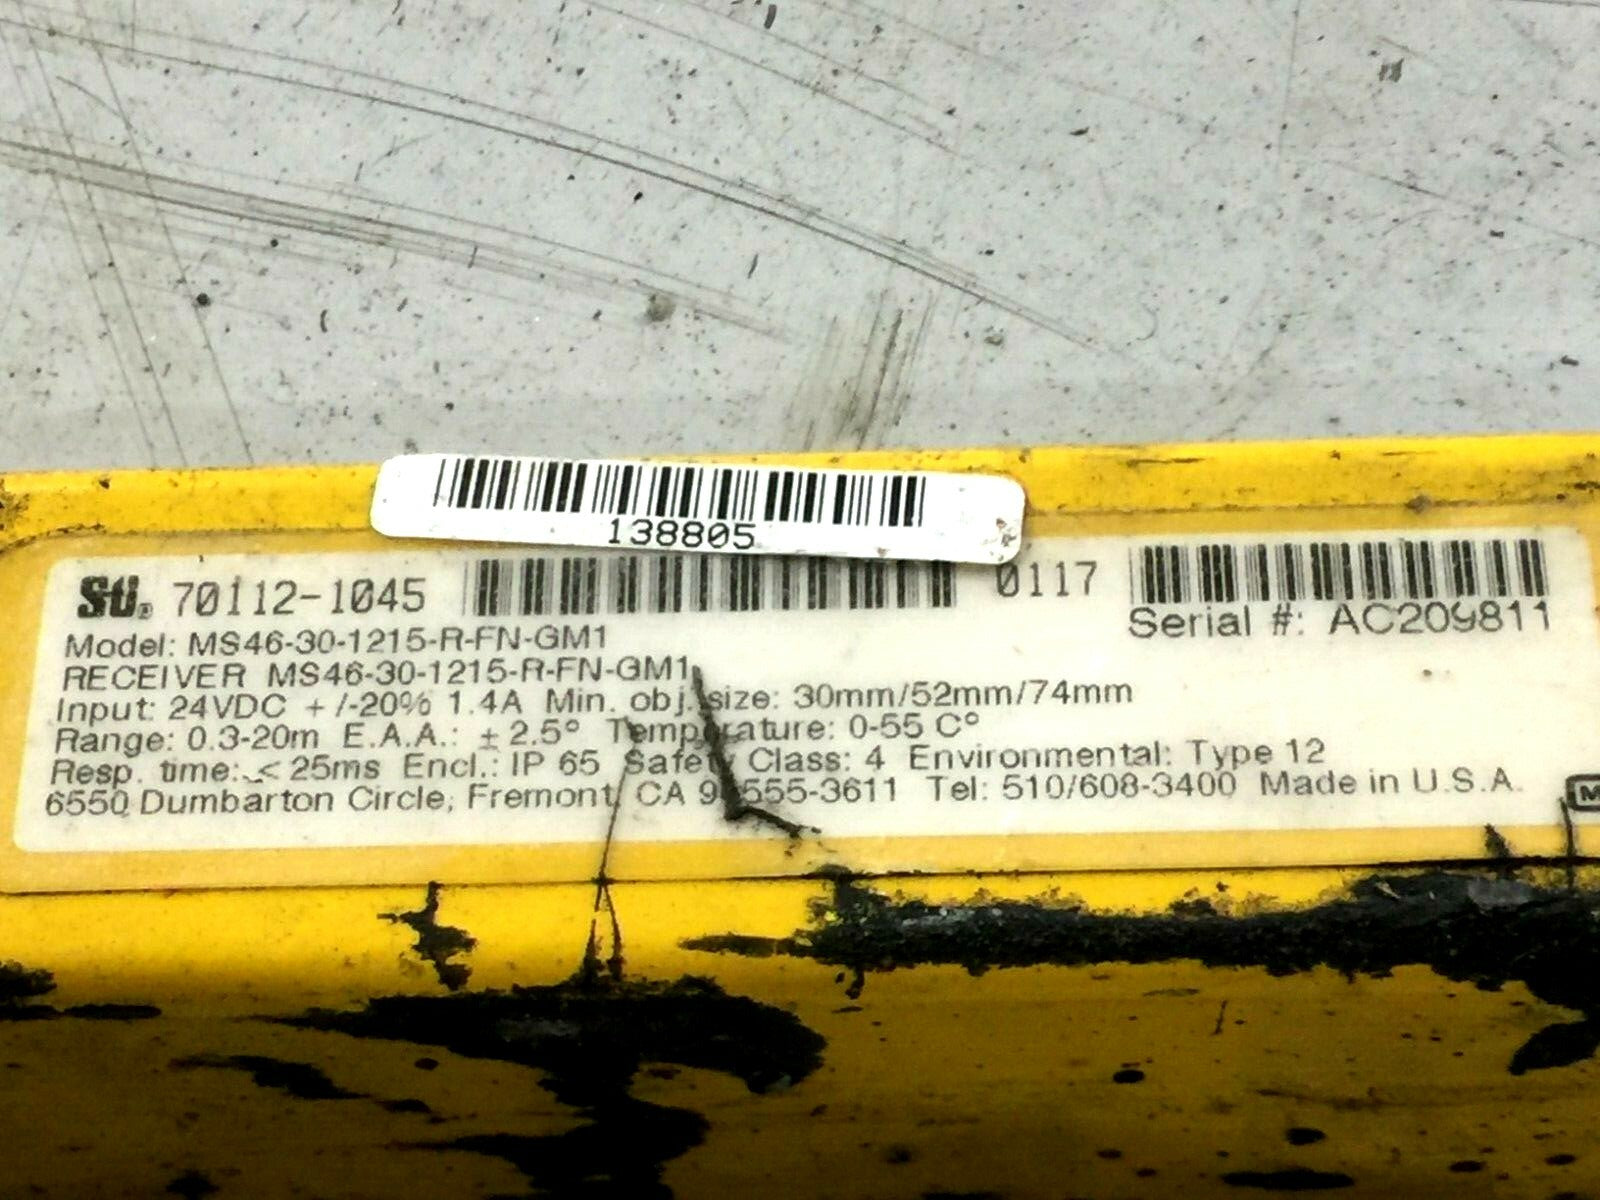 138805
STI® 70112-1045 0117
Serial #: AC209811
Model: MS46-30-1215-R-FN-GM1
RECEIVER MS46-30-1215-R-FN-GM1
Input: 24VDC +/-20% 1.4A Min. obj. size: 30mm/52mm/74mm
Range: 0.3-20m E.A.A.: ± 2.5° Temperature: 0-55 C°
Resp. time: < 25ms Encl.: IP 65 Safety Class: 4 Environmental: Type 12
6550 Dumbarton Circle, Fremont, CA Tel: 510/608-3400 Made in U.S.A.